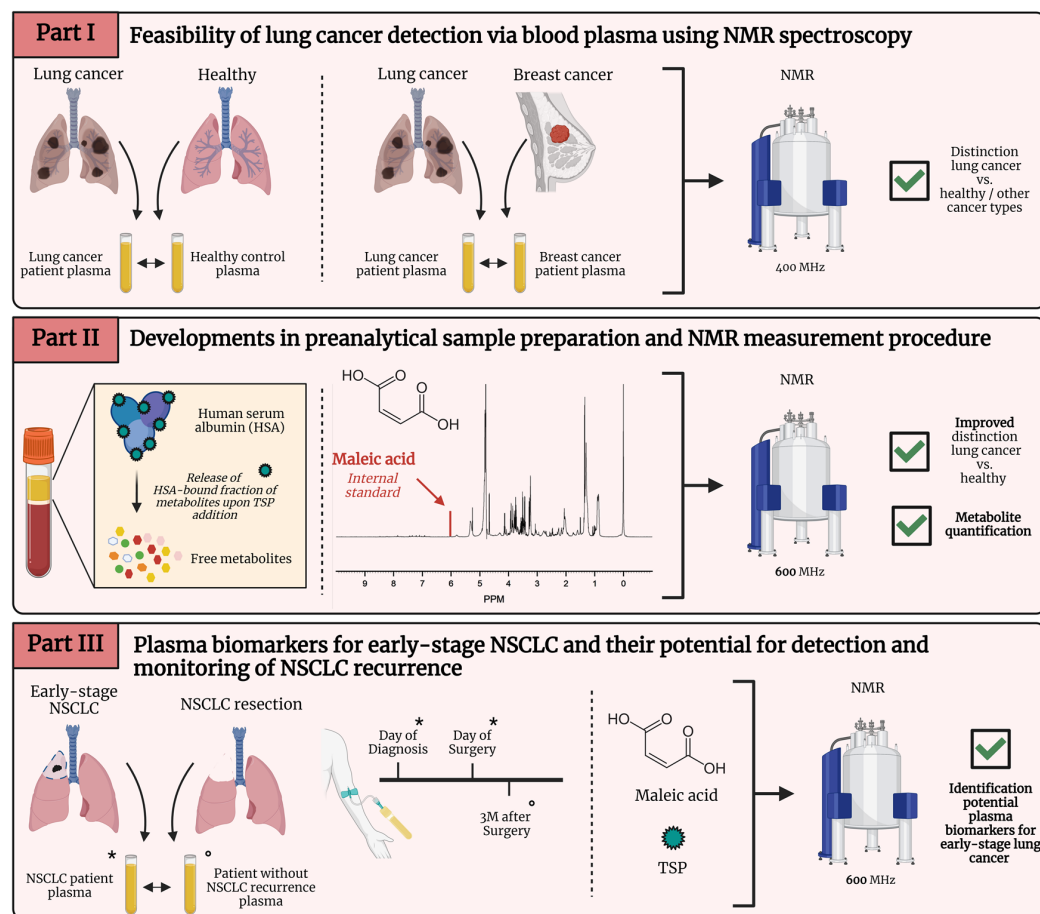 Part I
Feasibility of lung cancer detection via blood plasma using NMR spectroscopy
Lung cancer
Healthy
Lung cancer
Breast cancer
NMR
Lung cancer
patient plasma
Healthy control
plasma
Lung cancer
patient plasma
Breast cancer
patient plasma
400 MHz
Distinction
lung cancer
vs.
healthy / other
cancer types
Part II
Developments in preanalytical sample preparation and NMR measurement procedure
Human serum
albumin (HSA)
Release of
HSA-bound fraction of
metabolites upon TSP
addition
Free metabolites
HO
O
O
OH
Maleic acid
Internal
standard
9 8 7 6 5 4 3 2 1 0
PPM
NMR
600 MHz
Improved
distinction
lung cancer
vs.
healthy
Metabolite
quantification
Part III
Plasma biomarkers for early-stage NSCLC and their potential for detection and
monitoring of NSCLC recurrence
Early-stage
NSCLC
NSCLC resection
*
NSCLC patient
plasma
°
Patient without
NSCLC recurrence
plasma
Day of
Diagnosis
*
Day of
Surgery
*
3M after
Surgery
°
HO
O
O
OH
Maleic acid
TSP
NMR
600 MHz
Identification
potential
plasma
biomarkers for
early-stage lung
cancer